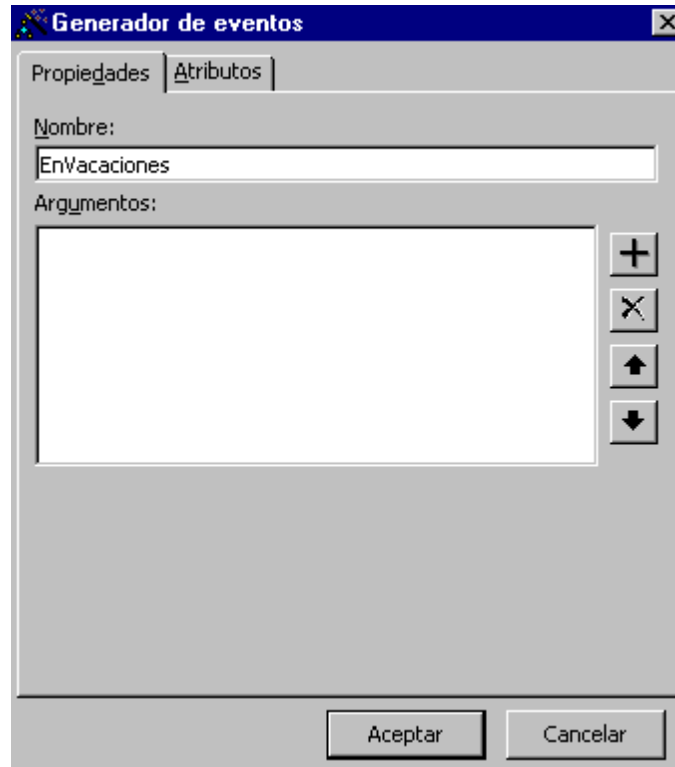 Generador de eventos
Propiedades Atributos
Nombre:
EnVacaciones
Argumentos:
Aceptar Cancelar